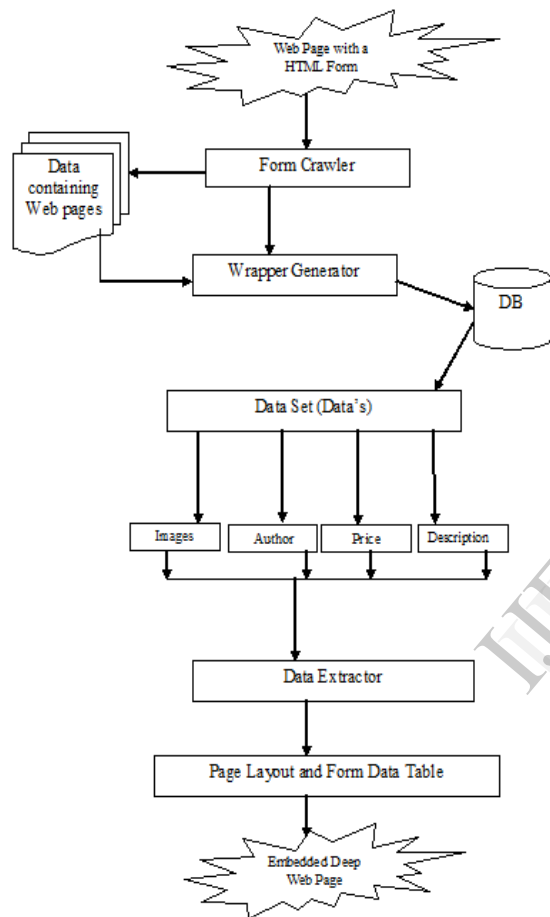 Web Page with a
HTML Form
Form Crawler
Data
containing
Web pages
Wrapper Generator
DB
Data Set (Data's)
Images
Author
Price
Description
Data Extractor
Page Layout and Form Data Table
Embedded Deep
Web Page